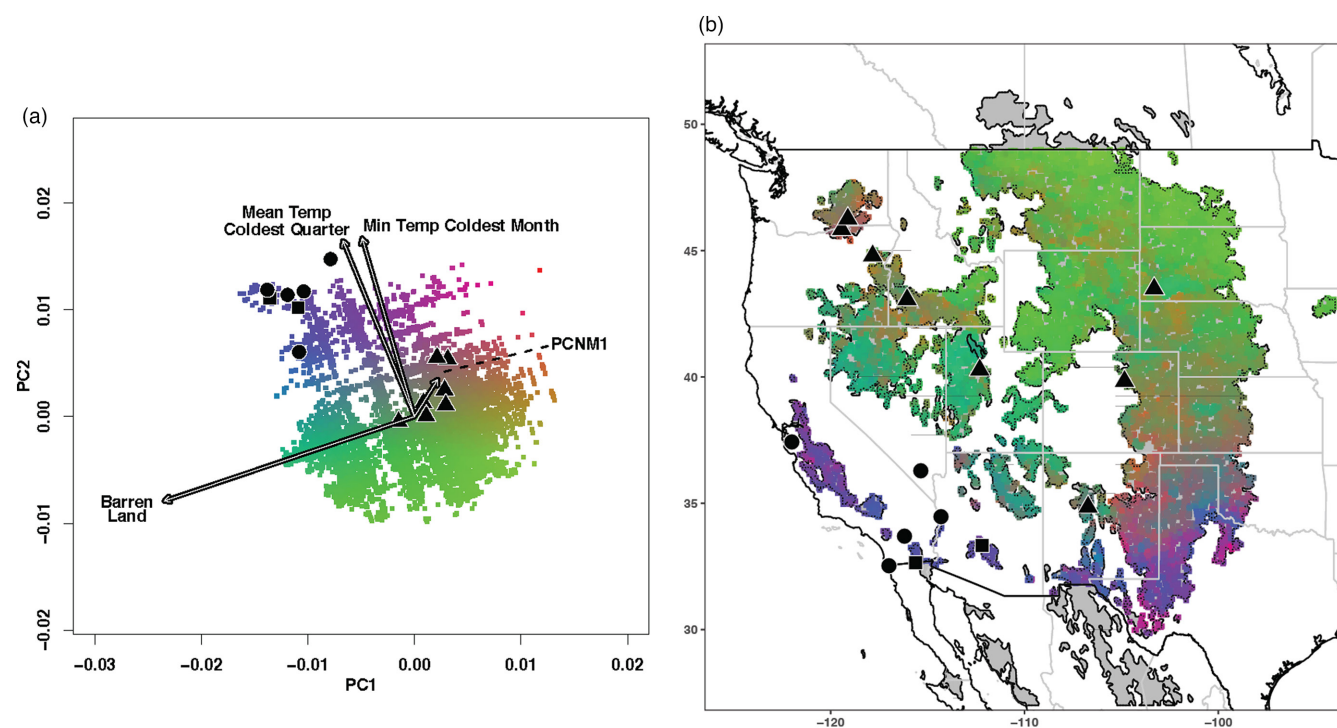 (a)
Mean Temp
Coldest Quarter
Min Temp Coldest Month
PCNM1
Barren
Land
PC2
0.02
0.01
0.00
−0.01
−0.02
−0.03
−0.02
−0.01
0.00
0.01
0.02
PC1
(b)
50
45
40
35
30
−120
−110
−100